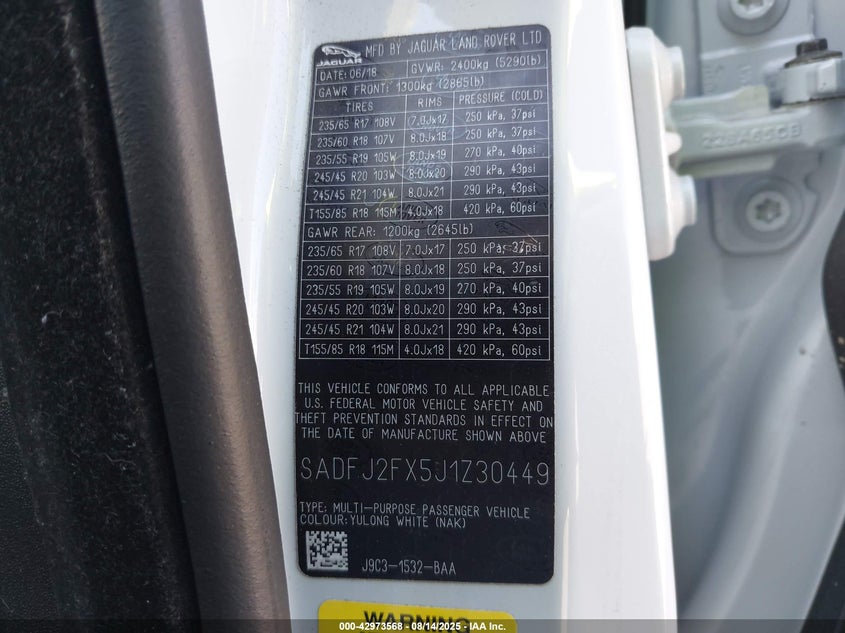 JAGUAR
MFD BY JAGUAR LAND ROVER LTD
DATE: 06/18 GVWR: 2400kg (5290lb)
GAWR FRONT: 1300kg (2865lb)
TIRES RIMS PRESSURE (COLD)
235/65 R17 108V 7.0Jx17 250 kPa, 37psi
235/60 R18 107V 8.0Jx18 250 kPa, 37psi
235/55 R19 105W 8.0Jx19 270 kPa, 40psi
245/45 R20 103W 8.0Jx20 290 kPa, 43psi
245/45 R21 104W 8.0Jx21 290 kPa, 43psi
T155/85 R18 115M 4.0Jx18 420 kPa, 60psi
GAWR REAR: 1200kg (2645lb)
235/65 R17 108V 7.0Jx17 250 kPa, 37psi
235/60 R18 107V 8.0Jx18 250 kPa, 37psi
235/55 R19 105W 8.0Jx19 270 kPa, 40psi
245/45 R20 103W 8.0Jx20 290 kPa, 43psi
245/45 R21 104W 8.0Jx21 290 kPa, 43psi
T155/85 R18 115M 4.0Jx18 420 kPa, 60psi
THIS VEHICLE CONFORMS TO ALL APPLICABLE
U.S. FEDERAL MOTOR VEHICLE SAFETY AND
THEFT PREVENTION STANDARDS IN EFFECT ON
THE DATE OF MANUFACTURE SHOWN ABOVE
SADFJ2FX5J1Z30449
TYPE: MULTI-PURPOSE PASSENGER VEHICLE
COLOUR: YULONG WHITE (NAK)
J9C3-1532-BAA
WARNING
000-42973568 - 08/14/2025 - IAA Inc.